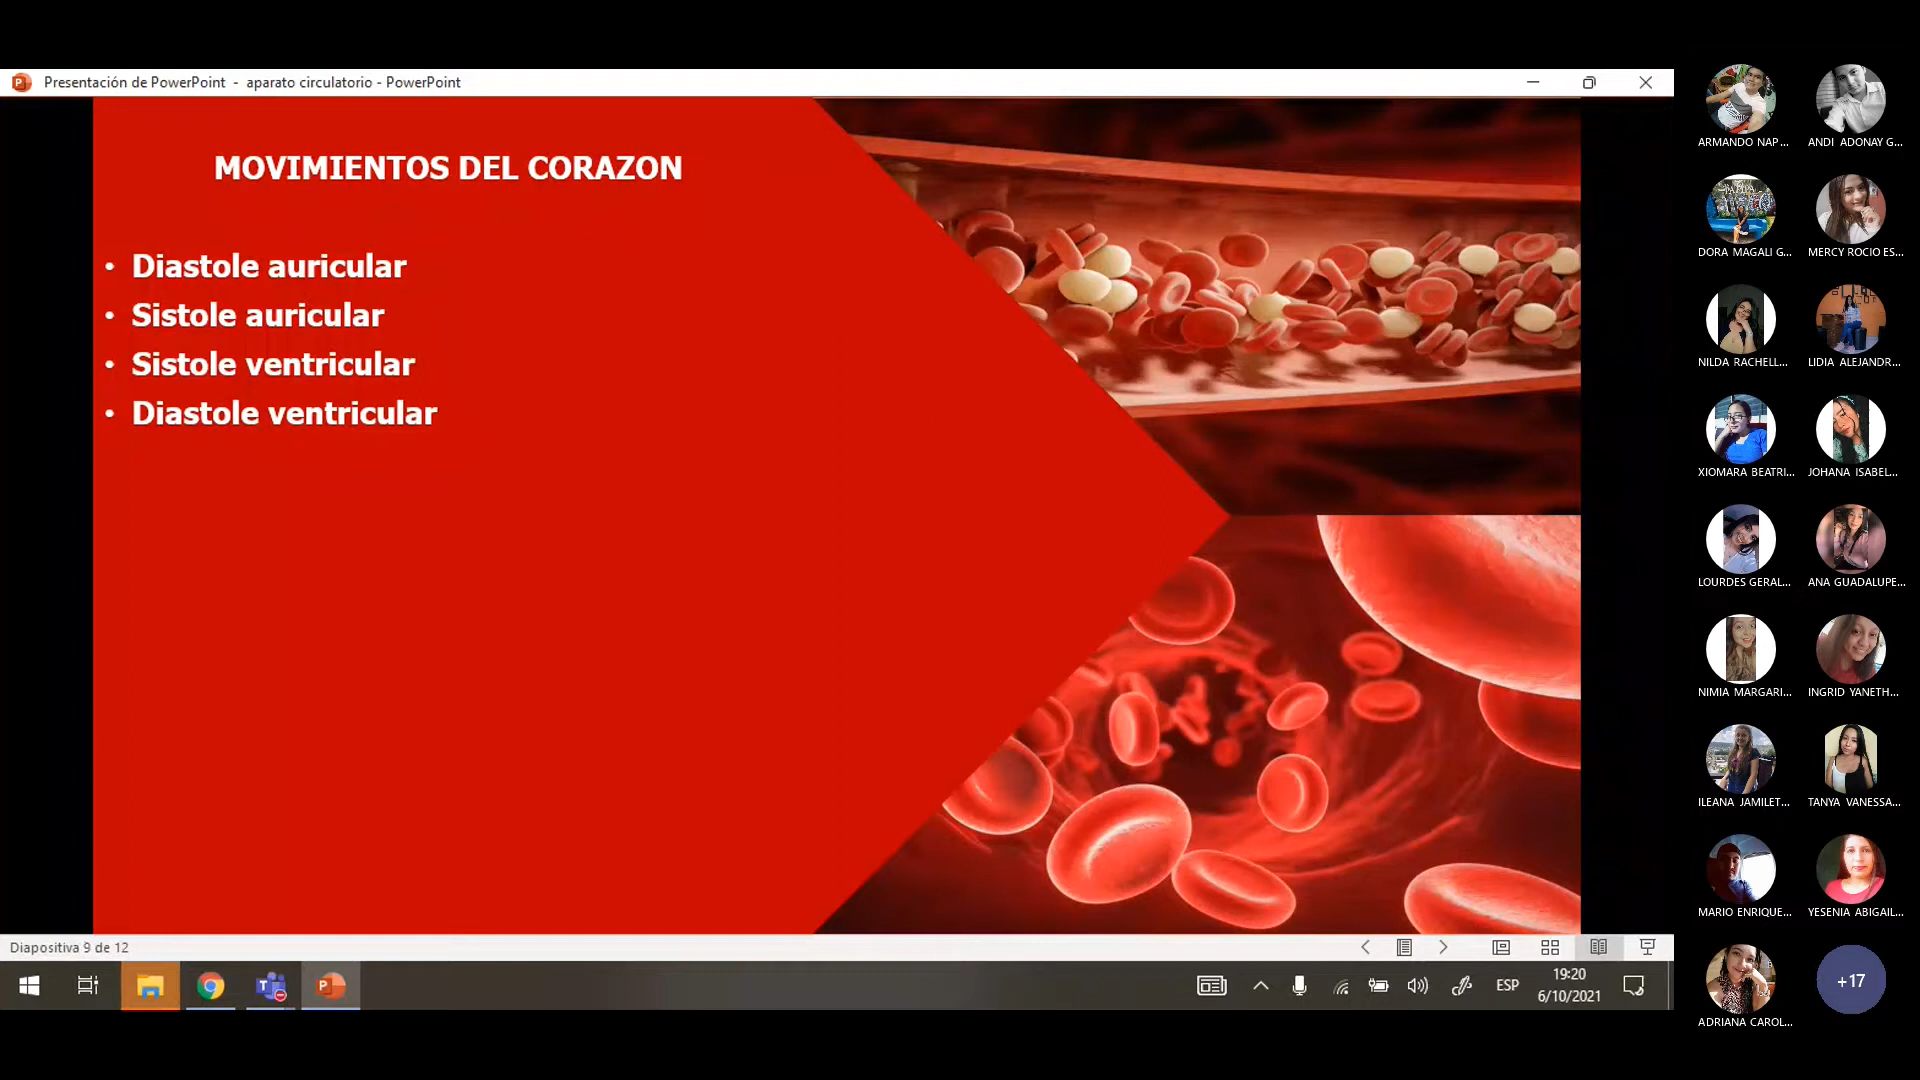 Presentación de PowerPoint - aparato circulatorio - PowerPoint
MOVIMIENTOS DEL CORAZON
• Diastole auricular
• Sistole auricular
• Sistole ventricular
• Diastole ventricular
Diapositiva 9 de 12
ESP
19:20
6/10/2021
ARMANDO NAP...
ANDI ADONAY G...
DORA MAGALI G...
MERCY ROCIO ES...
NILDA RACHELL...
LIDIA ALEJANDR...
XIOMARA BEATRI...
JOHANA ISABEL...
LOURDES GERAL...
ANA GUADALUPE...
NIMIA MARGARI...
INGRID YANETH...
ILEANA JAMILET...
TANYA VANESSA...
MARIO ENRIQUE...
YESENIA ABIGAIL...
ADRIANA CAROL...
+17